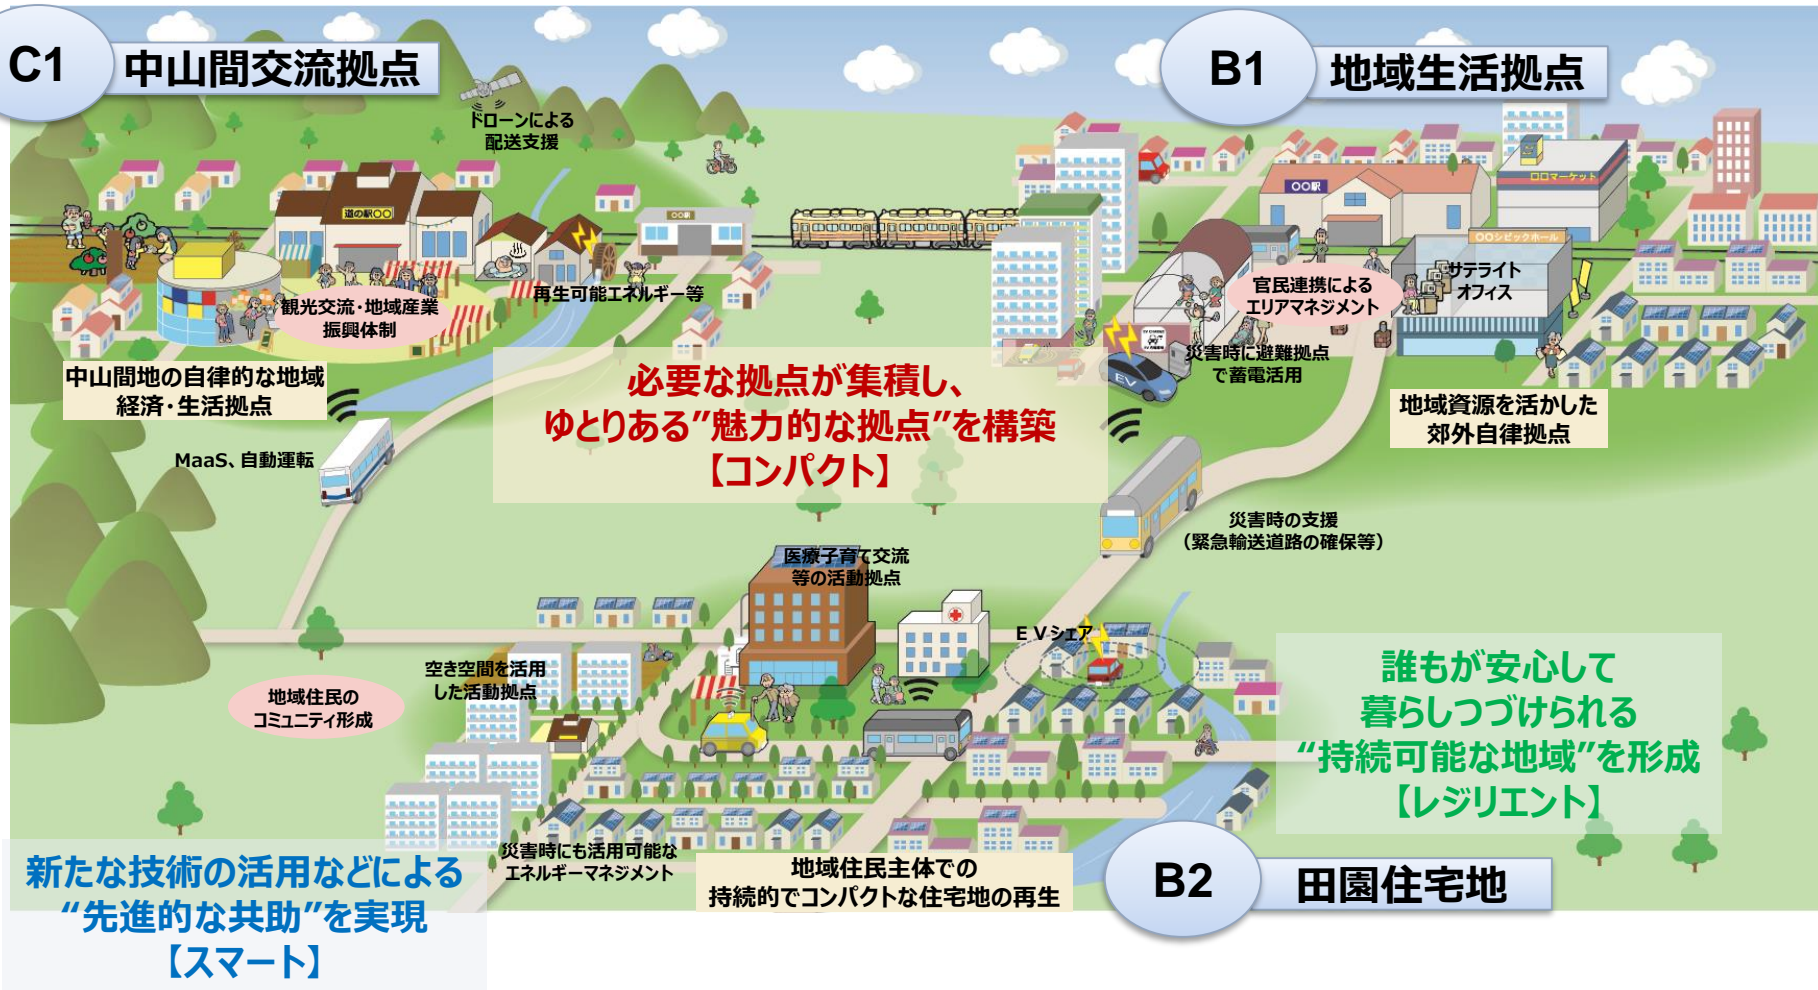 C1
中山間交流拠点
B1
地域生活拠点
ドローンによる
配送支援
道の駅〇〇
〇〇駅
〇〇駅
ロロマーケット
〇〇シビックホール
サテライト
オフィス
再生可能エネルギー等
観光交流・地域産業
振興体制
官民連携による
エリアマネジメント
EV
災害時に避難拠点
で蓄電活用
中山間地の自律的な地域
経済・生活拠点
必要な拠点が集積し、
ゆとりある”魅力的な拠点”を構築
【コンパクト】
地域資源を活かした
郊外自律拠点
MaaS、自動運転
災害時の支援
（緊急輸送道路の確保等）
医療子育て交流
等の活動拠点
EVシェア
空き空間を活用
した活動拠点
地域住民の
コミュニティ形成
誰もが安心して
暮らしつづけられる
“持続可能な地域”を形成
【レジリエント】
災害時にも活用可能な
エネルギーマネジメント
地域住民主体での
持続的でコンパクトな住宅地の再生
B2
田園住宅地
新たな技術の活用などによる
“先進的な共助”を実現
【スマート】